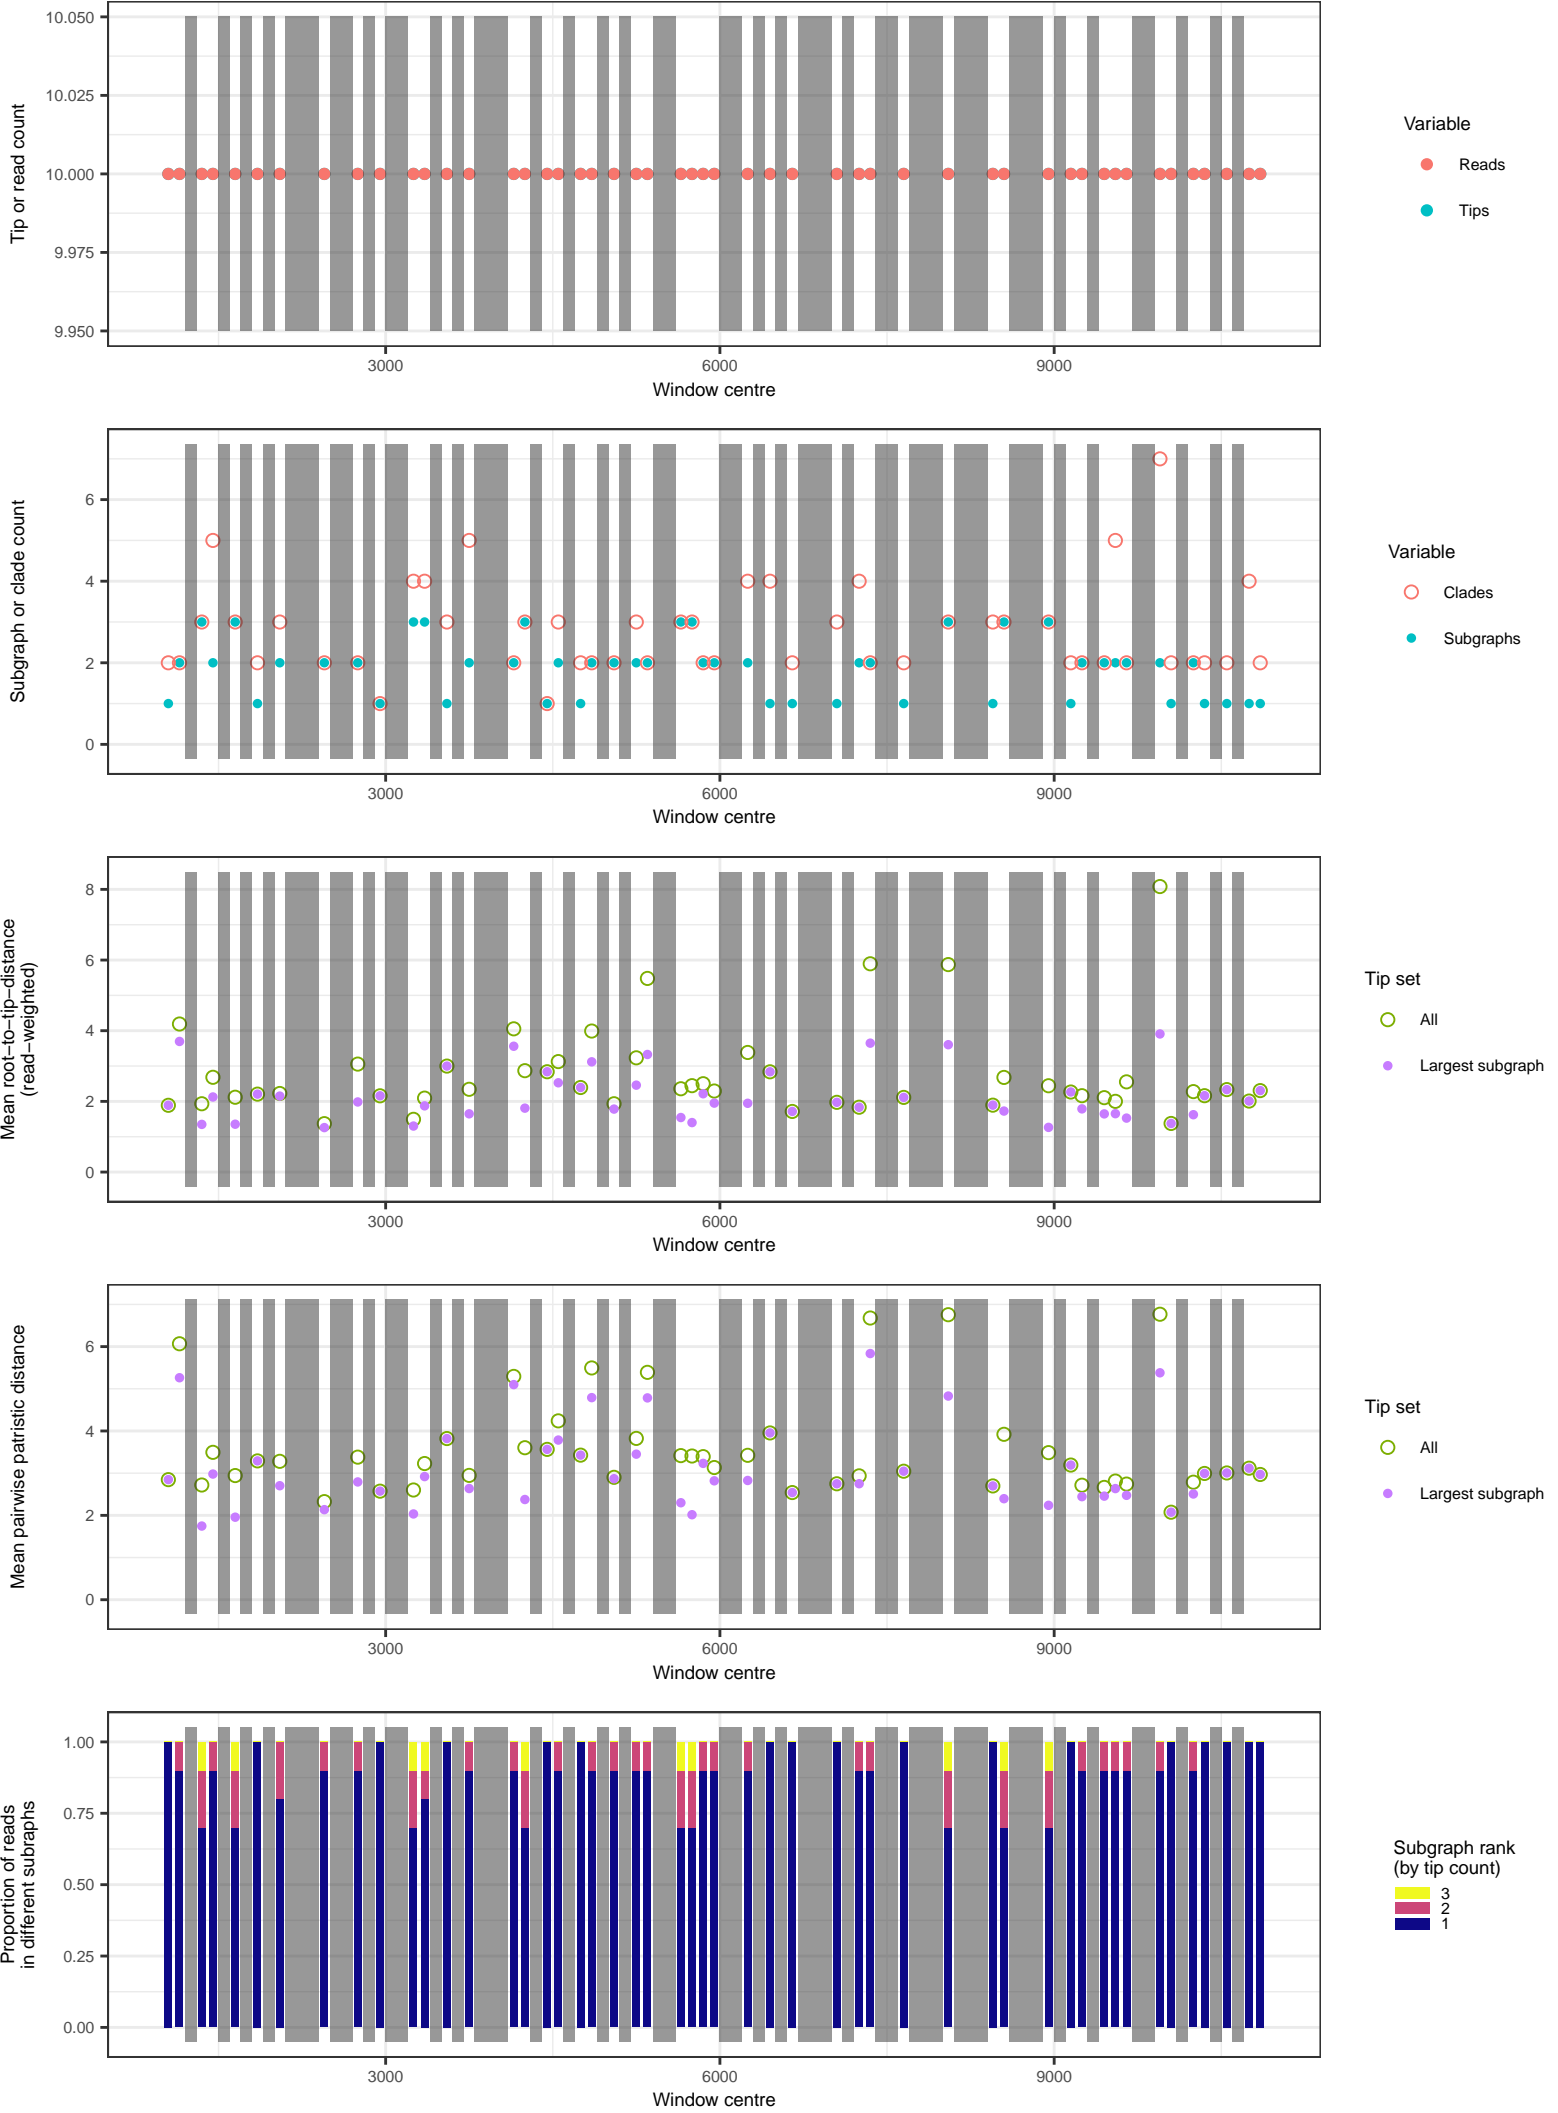 10.050
10.025
10.000
9.975
9.950
Tip or read count
3000
6000
9000
Window centre
Variable
Reads
Tips
6
4
2
0
Subgraph or clade count
3000
6000
9000
Window centre
Variable
Clades
Subgraphs
8
6
4
2
0
Mean root−to−tip−distance
(read−weighted)
3000
6000
9000
Window centre
Tip set
All
Largest subgraph
6
4
2
0
Mean pairwise patristic distance
3000
6000
9000
Window centre
Tip set
All
Largest subgraph
1.00
0.75
0.50
0.25
0.00
Proportion of reads
in different subraphs
3000
6000
9000
Window centre
Subgraph rank
(by tip count)
3
2
1